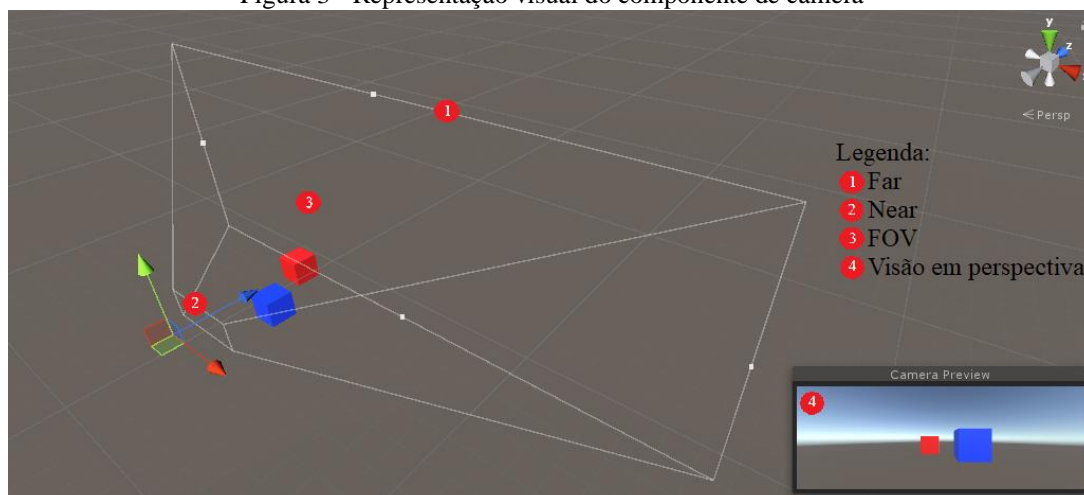 Figura 3 - Representação visual do componente de câmera
y
z
Persp
1
Legenda:
1 Far
2 Near
3 FOV
4 Visão em perspectiva
3
2
Camera Preview
4